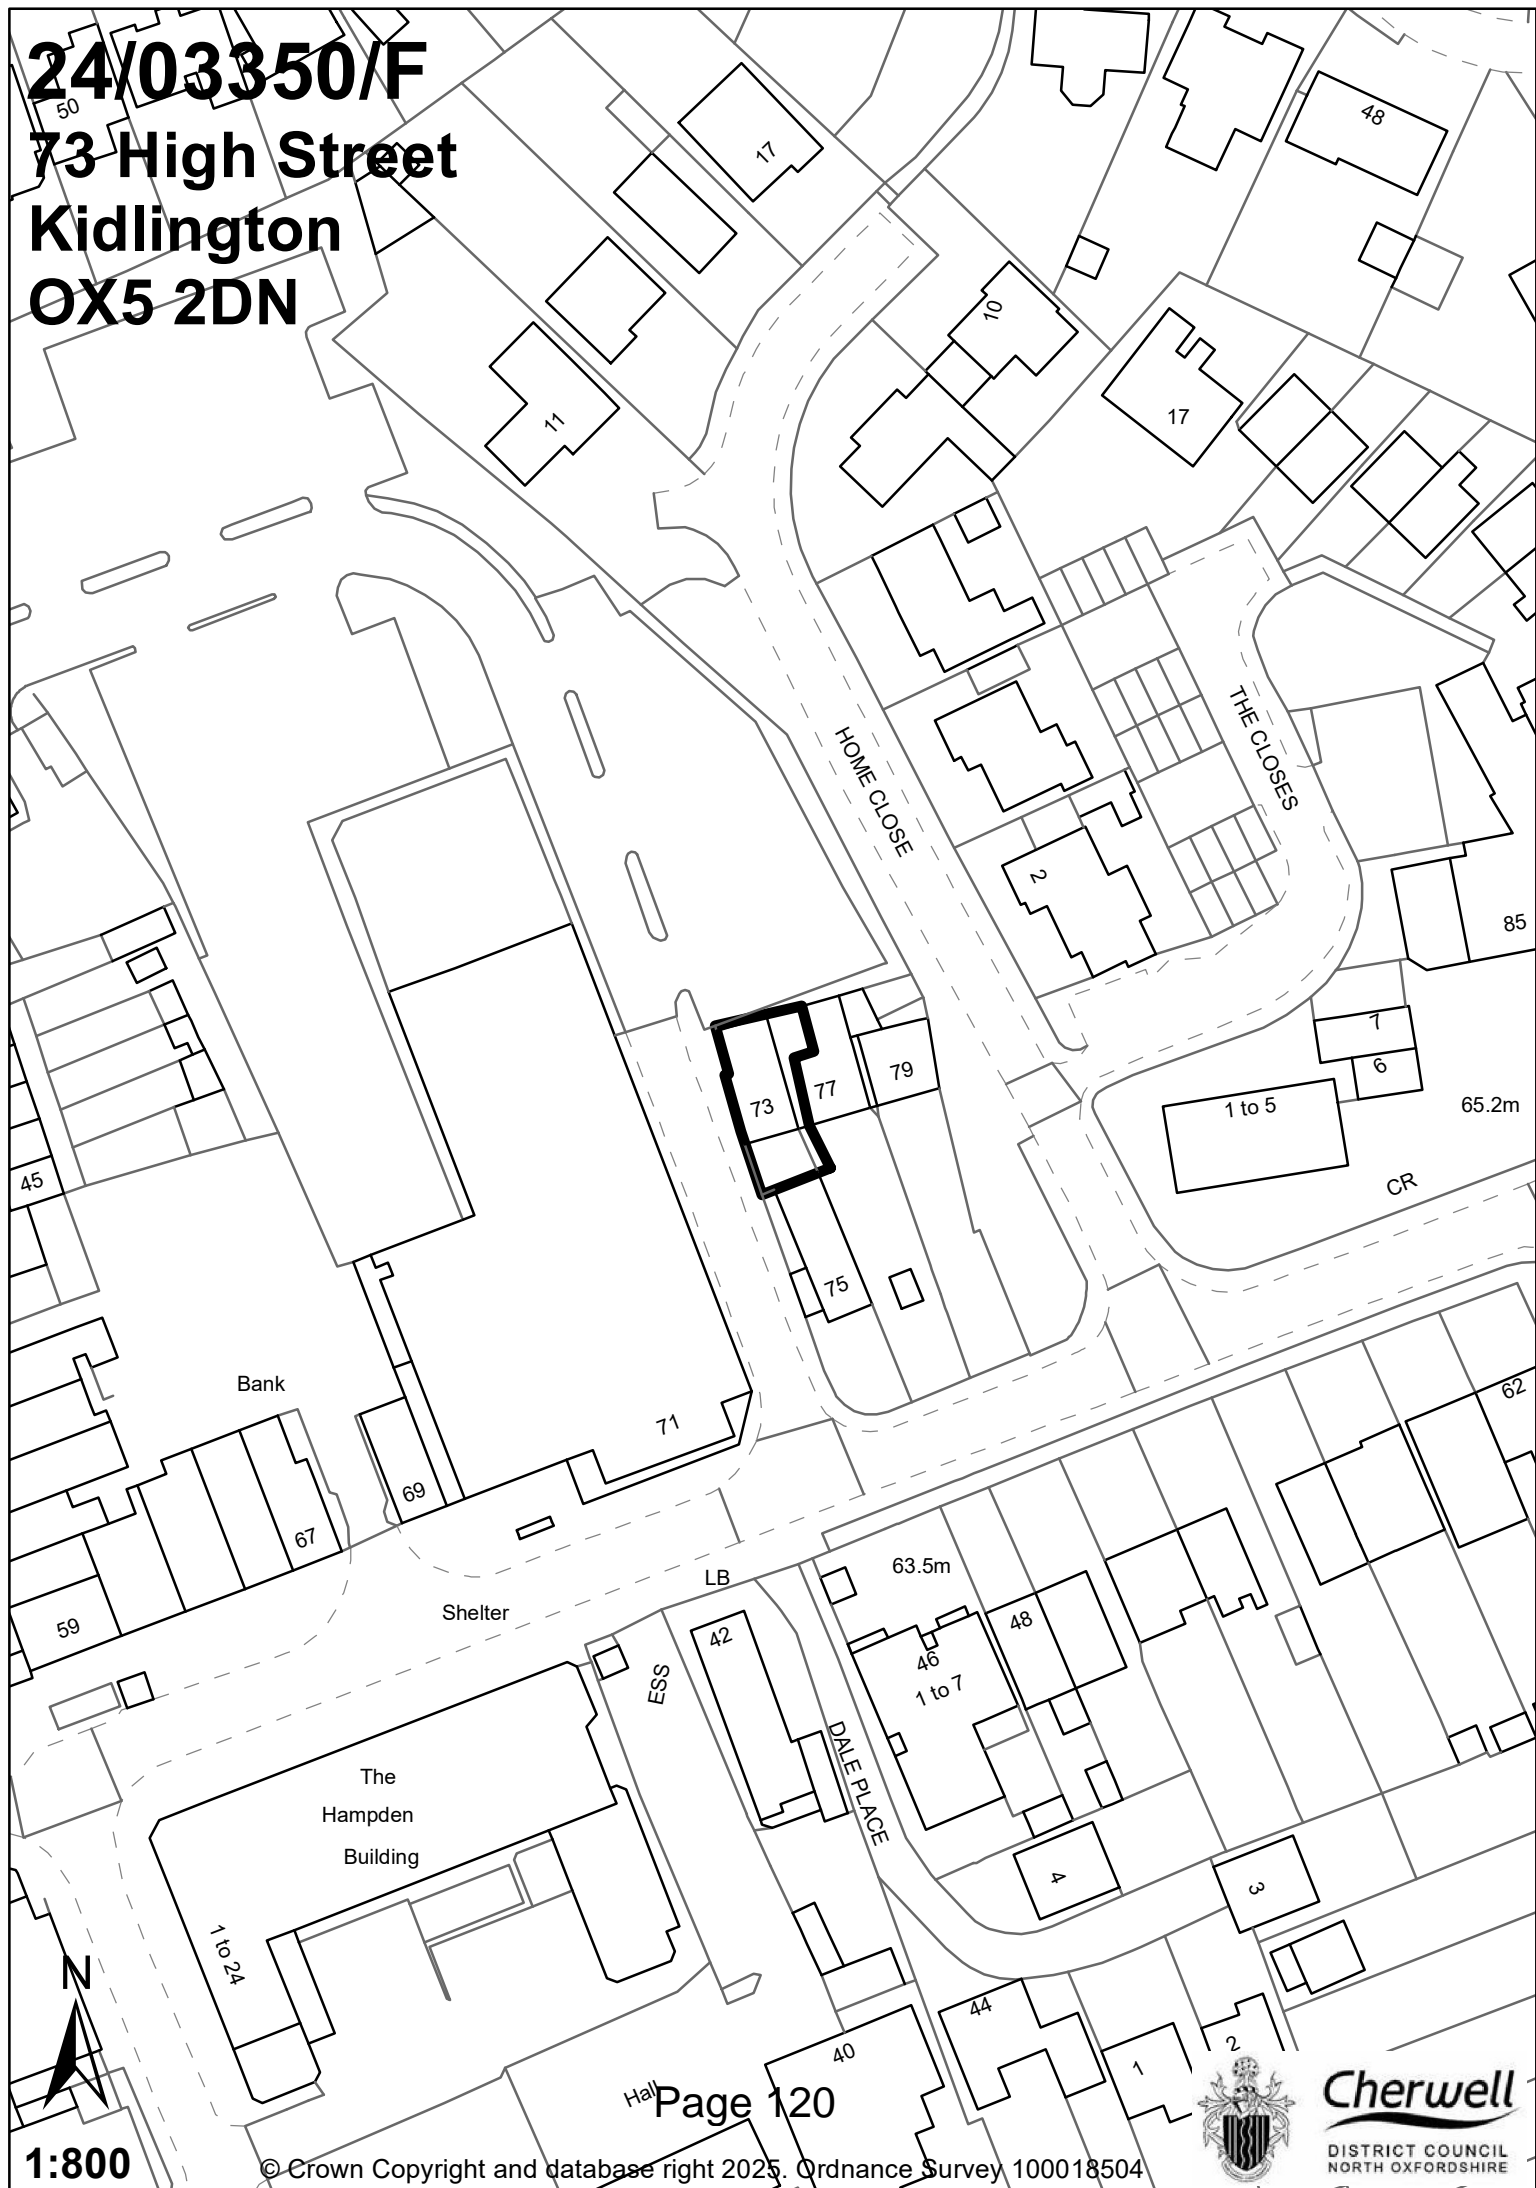 24/03350/F
73 High Street
Kidlington
OX5 2DN
50
17
48
10
11
17
HOME CLOSE
THE CLOSES
2
85
7
6
73
77
79
1 to 5
65.2m
45
CR
75
Bank
71
62
69
67
63.5m
LB
Shelter
59
42
48
46
1 to 7
ESS
DALE PLACE
The
Hampden
Building
4
3
1 to 24
N
44
40
1
2
Hall
Page 120
Cherwell
DISTRICT COUNCIL
NORTH OXFORDSHIRE
1:800
© Crown Copyright and database right 2025. Ordnance Survey 100018504